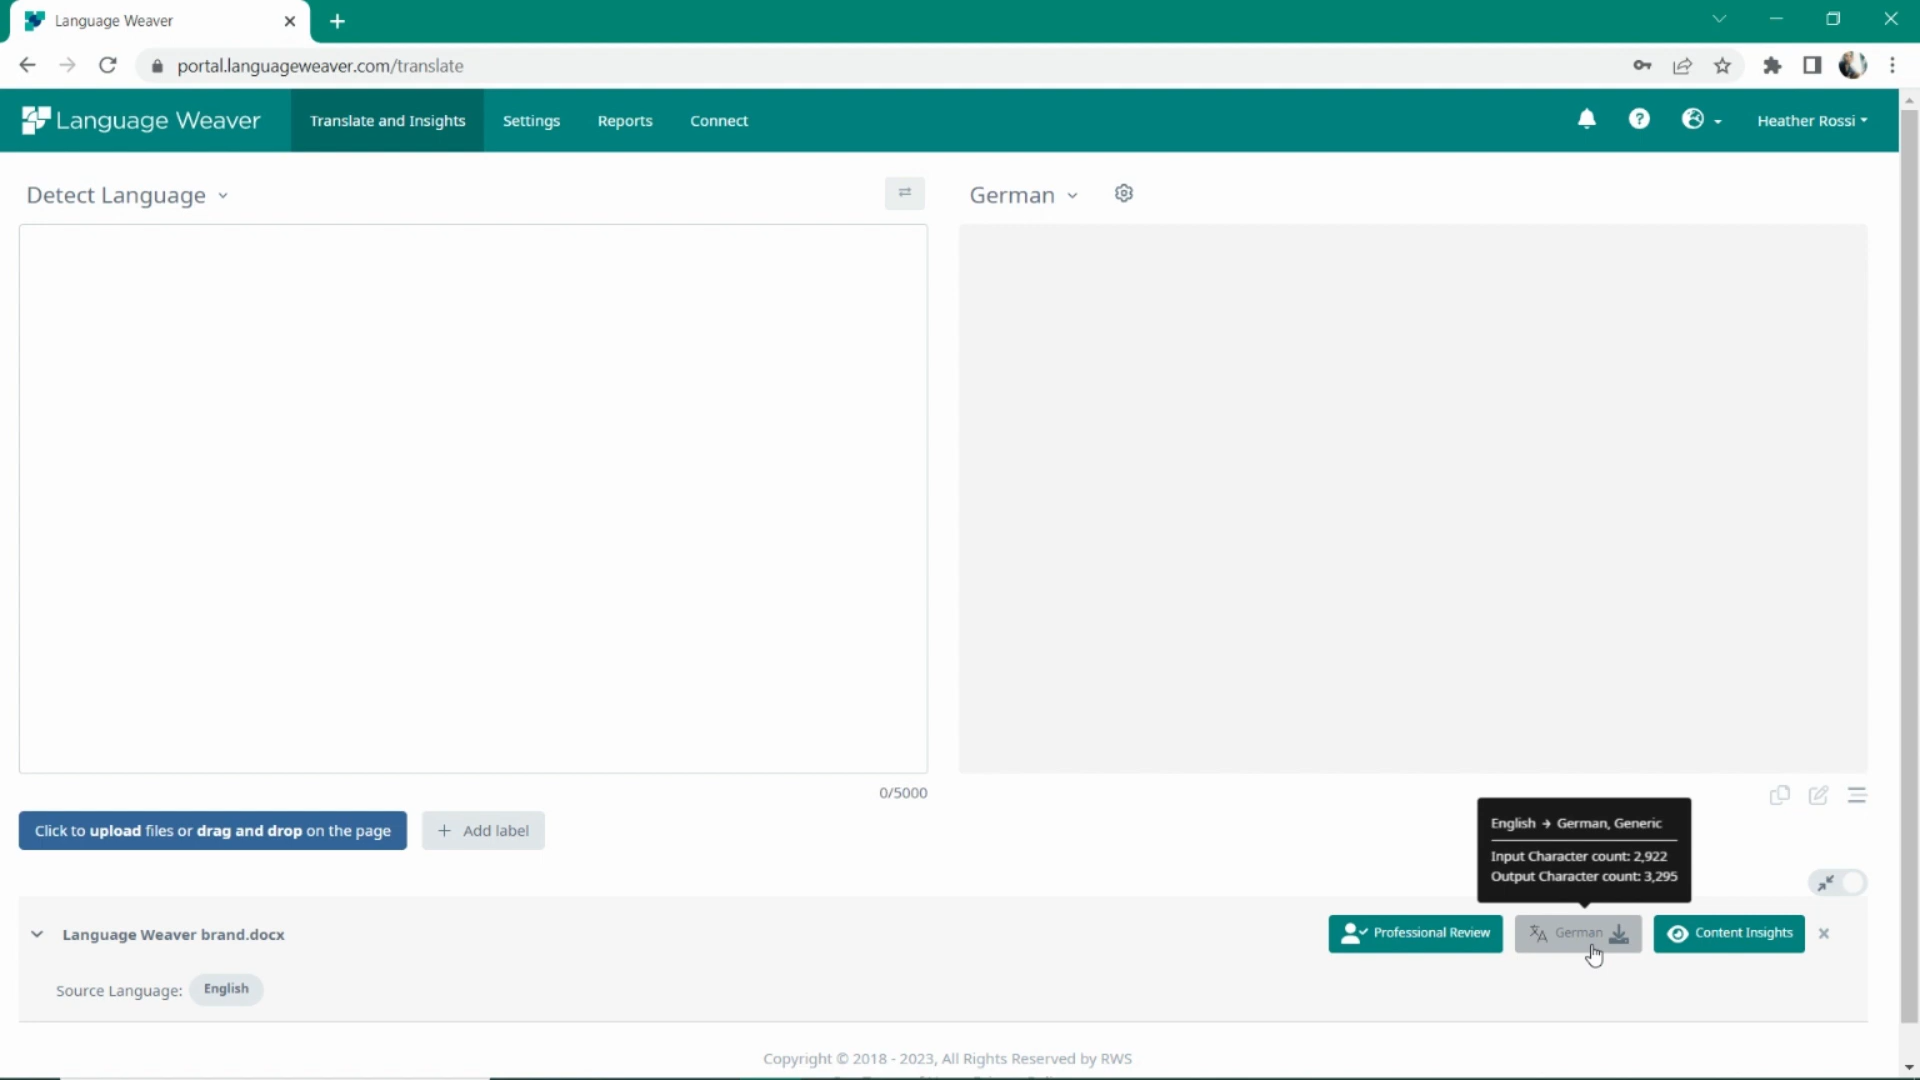 Language Weaver
portal.languageweaver.com/translate
Language Weaver
Translate and Insights
Settings
Reports
Connect
Heather Rossi
Detect Language
German
0/5000
Click to upload files or drag and drop on the page
+ Add label
English → German, Generic
Input Character count: 2,922
Output Character count: 3,295
Language Weaver brand.docx
Professional Review
German
Content Insights
Source Language: English
Copyright © 2018 - 2023, All Rights Reserved by RWS